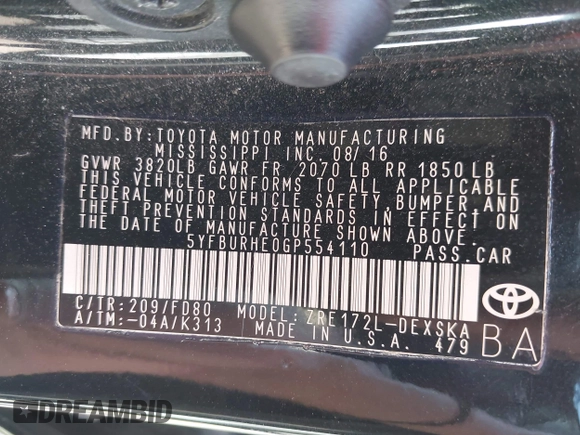 MFD.BY:TOYOTA MOTOR MANUFACTURING
MISSISSIPPI INC.08/16
GVWR 3820LB GAWR FR 2070 LB RR 1850 LB
THIS VEHICLE CONFORMS TO ALL APPLICABLE
FEDERAL MOTOR VEHICLE SAFETY, BUMPER, AND
THEFT PREVENTION STANDARDS IN EFFECT ON
THE DATE OF MANUFACTURE SHOWN ABOVE.
5YFBURHE0GP554110 PASS.CAR
C/TR:209/FD80 MODEL: ZRE172L-DEXSKA
A/TM:-04A/K313 MADE IN U.S.A. 479
BA
DREAMBID